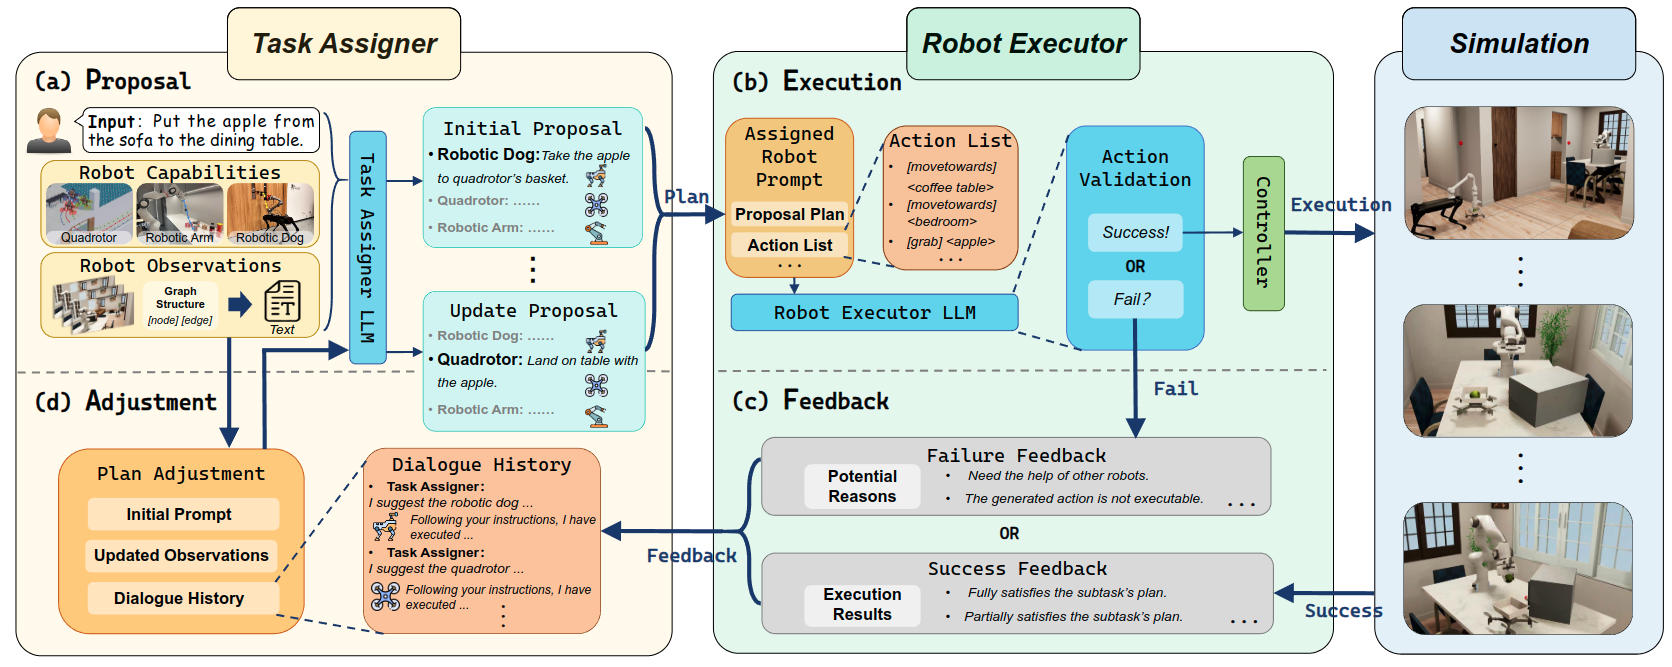 Task Assigner
Robot Executor
Simulation
(a) Proposal
Input: Put the apple from
the sofa to the dining table.
Robot Capabilities
Quadrotor
Robotic Arm
Robotic Dog
Robot Observations
Graph
Structure
[node] [edge]
Text
Task Assigner LLM
Initial Proposal
• Robotic Dog: Take the apple
to quadrotor's basket.
• Quadrotor: ......
• Robotic Arm: ......
Update Proposal
• Robotic Dog: ......
• Quadrotor: Land on table with
the apple.
• Robotic Arm: ......
Plan
(b) Execution
Assigned
Robot
Prompt
Proposal Plan
Action List
...
Action List
• [movetowards]
<coffee table>
• [movetowards]
<bedroom>
• [grab] <apple>
...
Robot Executor LLM
Action
Validation
Success!
OR
Fail?
Controller
Execution
Fail
(c) Feedback
Failure Feedback
Potential
Reasons
• Need the help of other robots.
• The generated action is not executable.
...
OR
Success Feedback
Execution
Results
• Fully satisfies the subtask's plan.
• Partially satisfies the subtask's plan.
...
Success
Feedback
(d) Adjustment
Plan Adjustment
Initial Prompt
Updated Observations
Dialogue History
Dialogue History
• Task Assigner:
I suggest the robotic dog ...
Following your instructions, I have
executed ...
• Task Assigner:
I suggest the quadrotor ...
Following your instructions, I have
executed ...